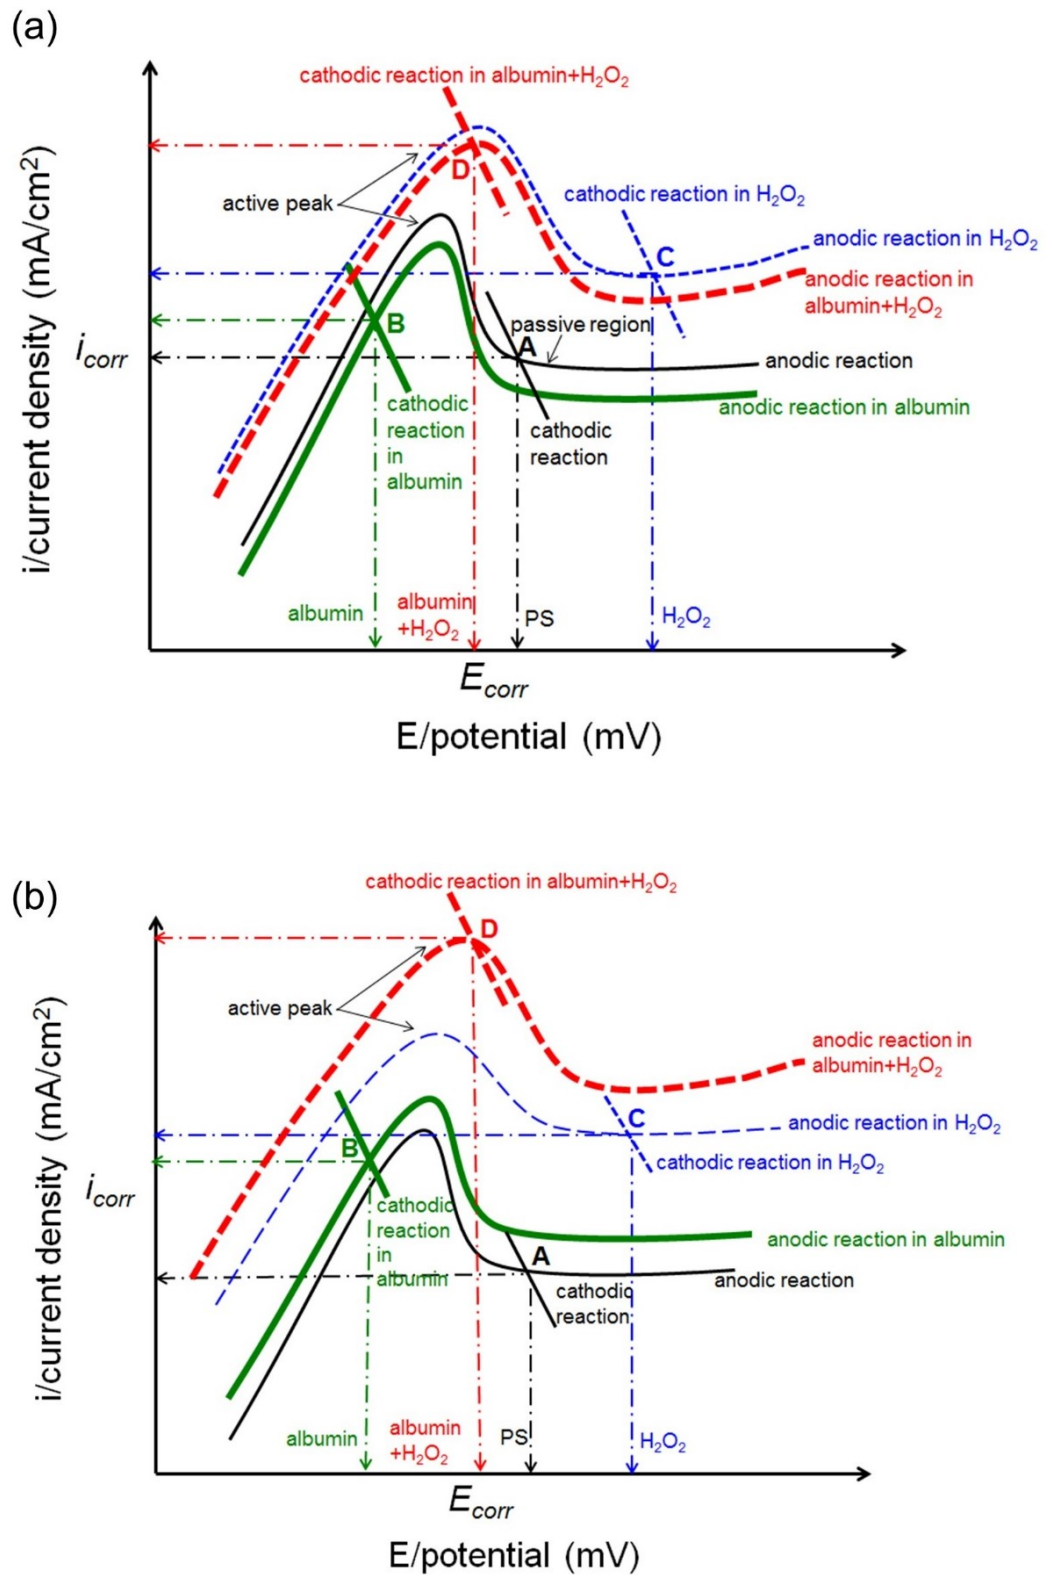 (a)
cathodic reaction in albumin+H₂O₂
D
active peak
cathodic reaction in H₂O₂
anodic reaction in H₂O₂
C
anodic reaction in
albumin+H₂O₂
B
passive region
A
i_corr
anodic reaction
cathodic
reaction
in
albumin
anodic reaction in albumin
cathodic
reaction
i/current density (mA/cm²)
albumin
albumin
+H₂O₂
PS
H₂O₂
E_corr
E/potential (mV)
(b)
cathodic reaction in albumin+H₂O₂
D
active peak
anodic reaction in
albumin+H₂O₂
C
anodic reaction in H₂O₂
B
cathodic reaction in H₂O₂
i_corr
cathodic
reaction
in
albumin
anodic reaction in albumin
A
anodic reaction
cathodic
reaction
i/current density (mA/cm²)
albumin
albumin
+H₂O₂
PS
H₂O₂
E_corr
E/potential (mV)